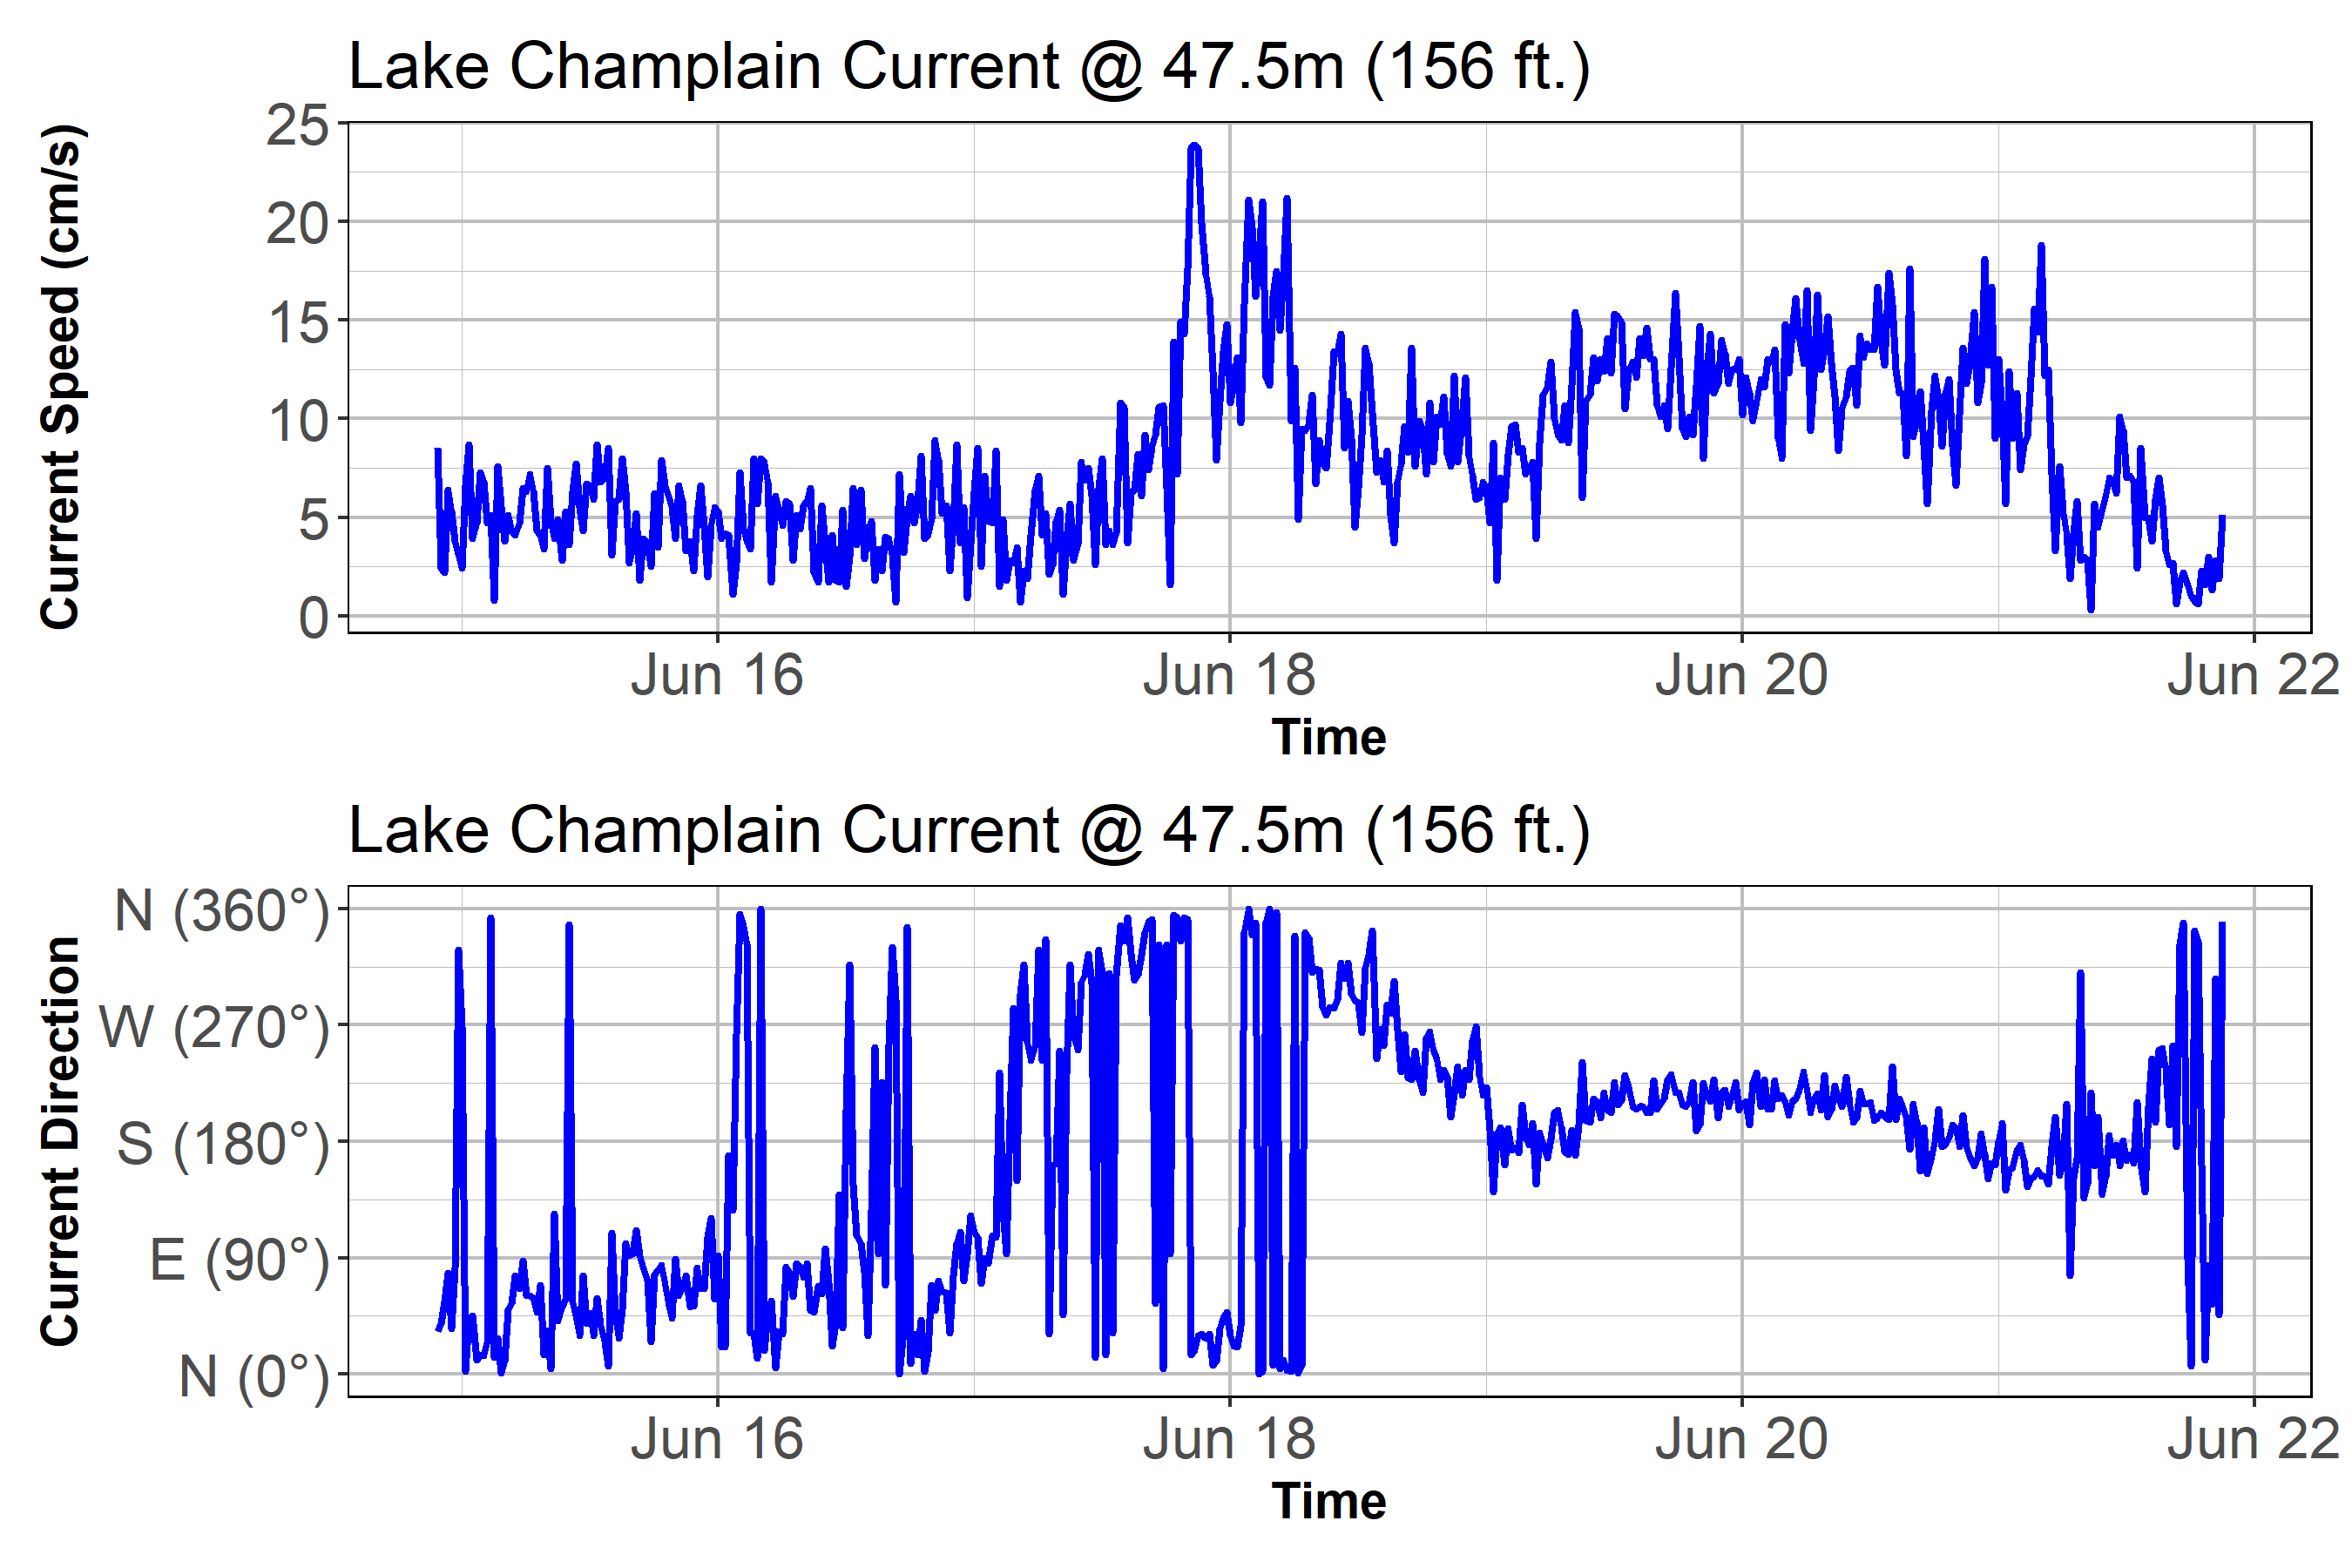 Lake Champlain Current @ 47.5m (156 ft.)
Current Speed (cm/s)
25
20
15
10
5
0
Jun 16 Jun 18 Jun 20 Jun 22
Time
Lake Champlain Current @ 47.5m (156 ft.)
Current Direction
N (360°)
W (270°)
S (180°)
E (90°)
N (0°)
Jun 16 Jun 18 Jun 20 Jun 22
Time